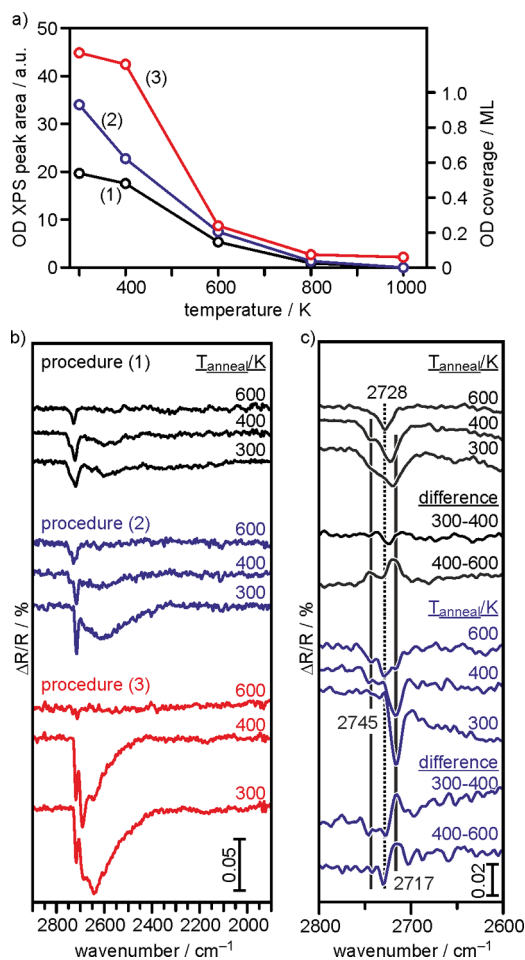 a)
50
40
30
20
10
0
OD XPS peak area / a.u.
(3)
(2)
(1)
1.0
0.8
0.6
0.4
0.2
0
OD coverage / ML
400
600
800
1000
temperature / K
b)
procedure (1)
T_anneal/K
600
400
300
procedure (2)
600
400
300
procedure (3)
600
400
300
ΔR/R / %
0.05
2800 2600 2400 2200 2000
wavenumber / cm⁻¹
c)
T_anneal/K
2728
600
400
300
difference
300-400
400-600
T_anneal/K
600
400
300
2745
difference
300-400
400-600
2717
ΔR/R / %
0.02
2800
2700
2600
wavenumber / cm⁻¹